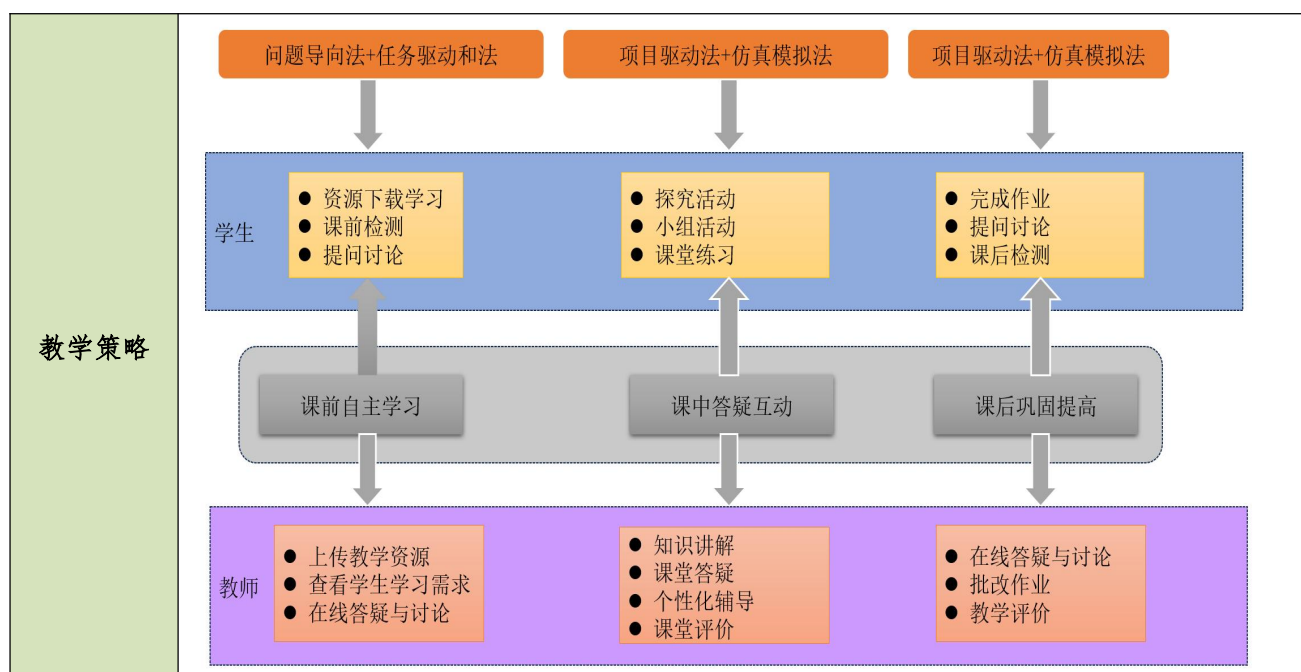 教学策略
问题导向法+任务驱动和法
项目驱动法+仿真模拟法
项目驱动法+仿真模拟法
学生
● 资源下载学习
● 课前检测
● 提问讨论
● 探究活动
● 小组活动
● 课堂练习
● 完成作业
● 提问讨论
● 课后检测
课前自主学习
课中答疑互动
课后巩固提高
教师
● 上传教学资源
● 查看学生学习需求
● 在线答疑与讨论
● 知识讲解
● 课堂答疑
● 个性化辅导
● 课堂评价
● 在线答疑与讨论
● 批改作业
● 教学评价